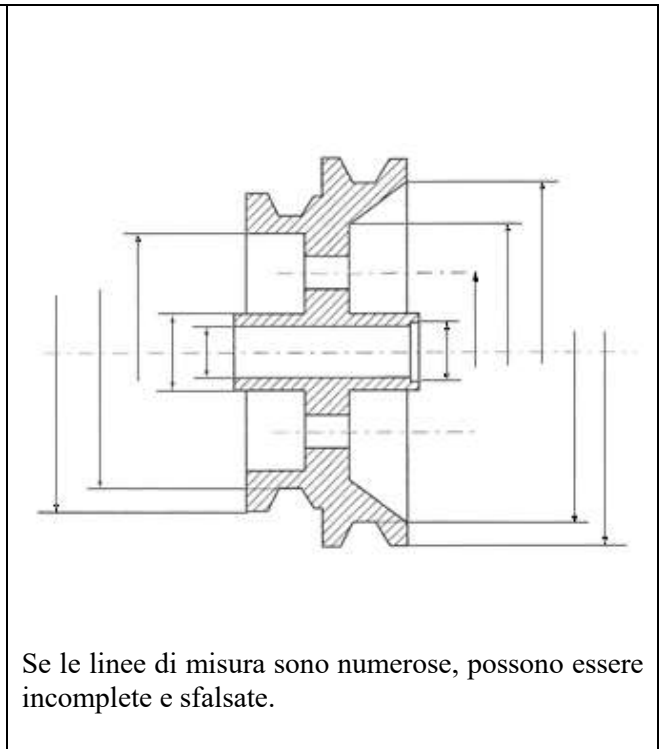 Se le linee di misura sono numerose, possono essere
incomplete e sfalsate.